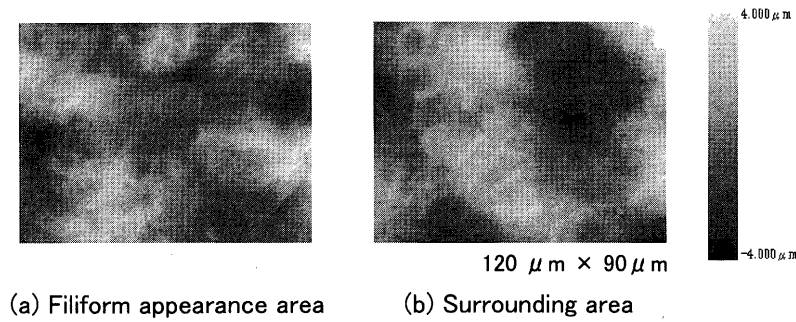 4.000μm
-4.000μm
120 μm × 90μm
(a) Filiform appearance area
(b) Surrounding area